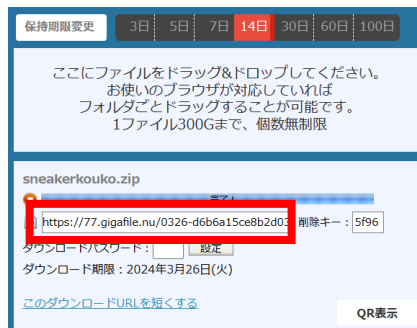 保持期限変更 3日 5日 7日 14日 30日 60日 100日
ここにファイルをドラッグ&ドロップしてください。
お使いのブラウザが対応していれば
フォルダごとドラッグすることが可能です。
1ファイル300Gまで、個数無制限
sneakerkouko.zip
完了!
https://77.gigafile.nu/0326-d6b6a15ce8b2d03 削除キー:5f96
ダウンロードパスワード: 設定
ダウンロード期限:2024年3月26日(火)
このダウンロードURLを短くする
QR表示